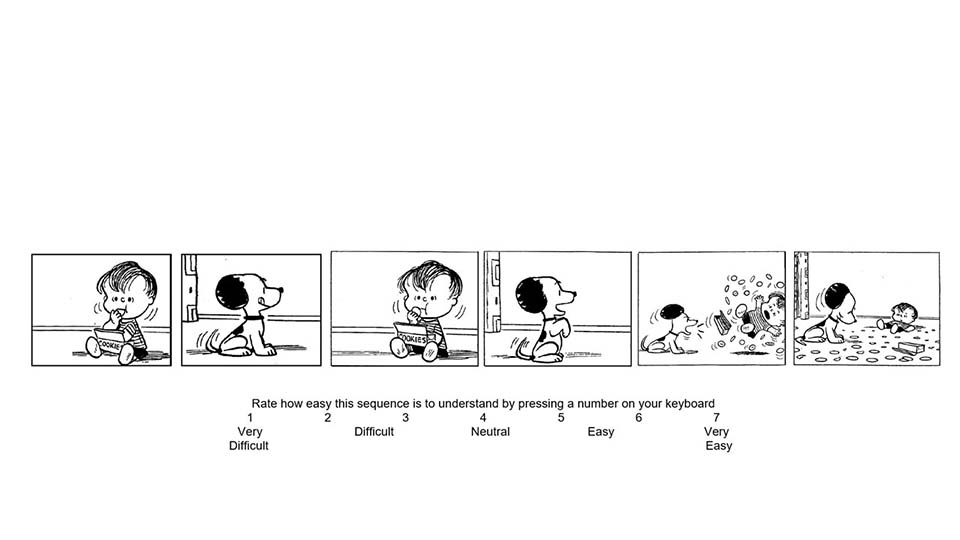 COOKIES
OOKIES
Rate how easy this sequence is to understand by pressing a number on your keyboard
1 2 3 4 5 6 7
Very Difficult Neutral Easy Very
Difficult Easy